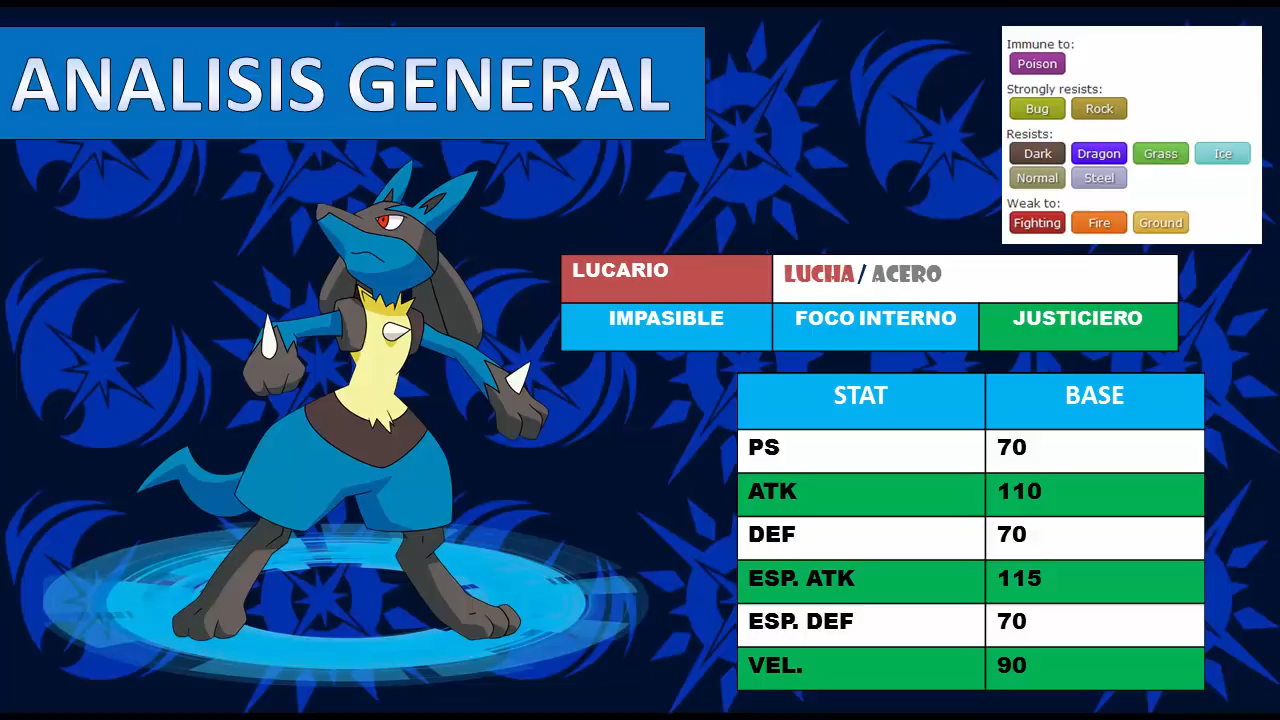 ANALISIS GENERAL
Immune to:
Poison
Strongly resists:
Bug Rock
Resists:
Dark Dragon Grass Ice
Normal Steel
Weak to:
Fighting Fire Ground
LUCARIO LUCHA / ACERO
IMPASIBLE FOCO INTERNO JUSTICIERO
STAT BASE
PS 70
ATK 110
DEF 70
ESP. ATK 115
ESP. DEF 70
VEL. 90